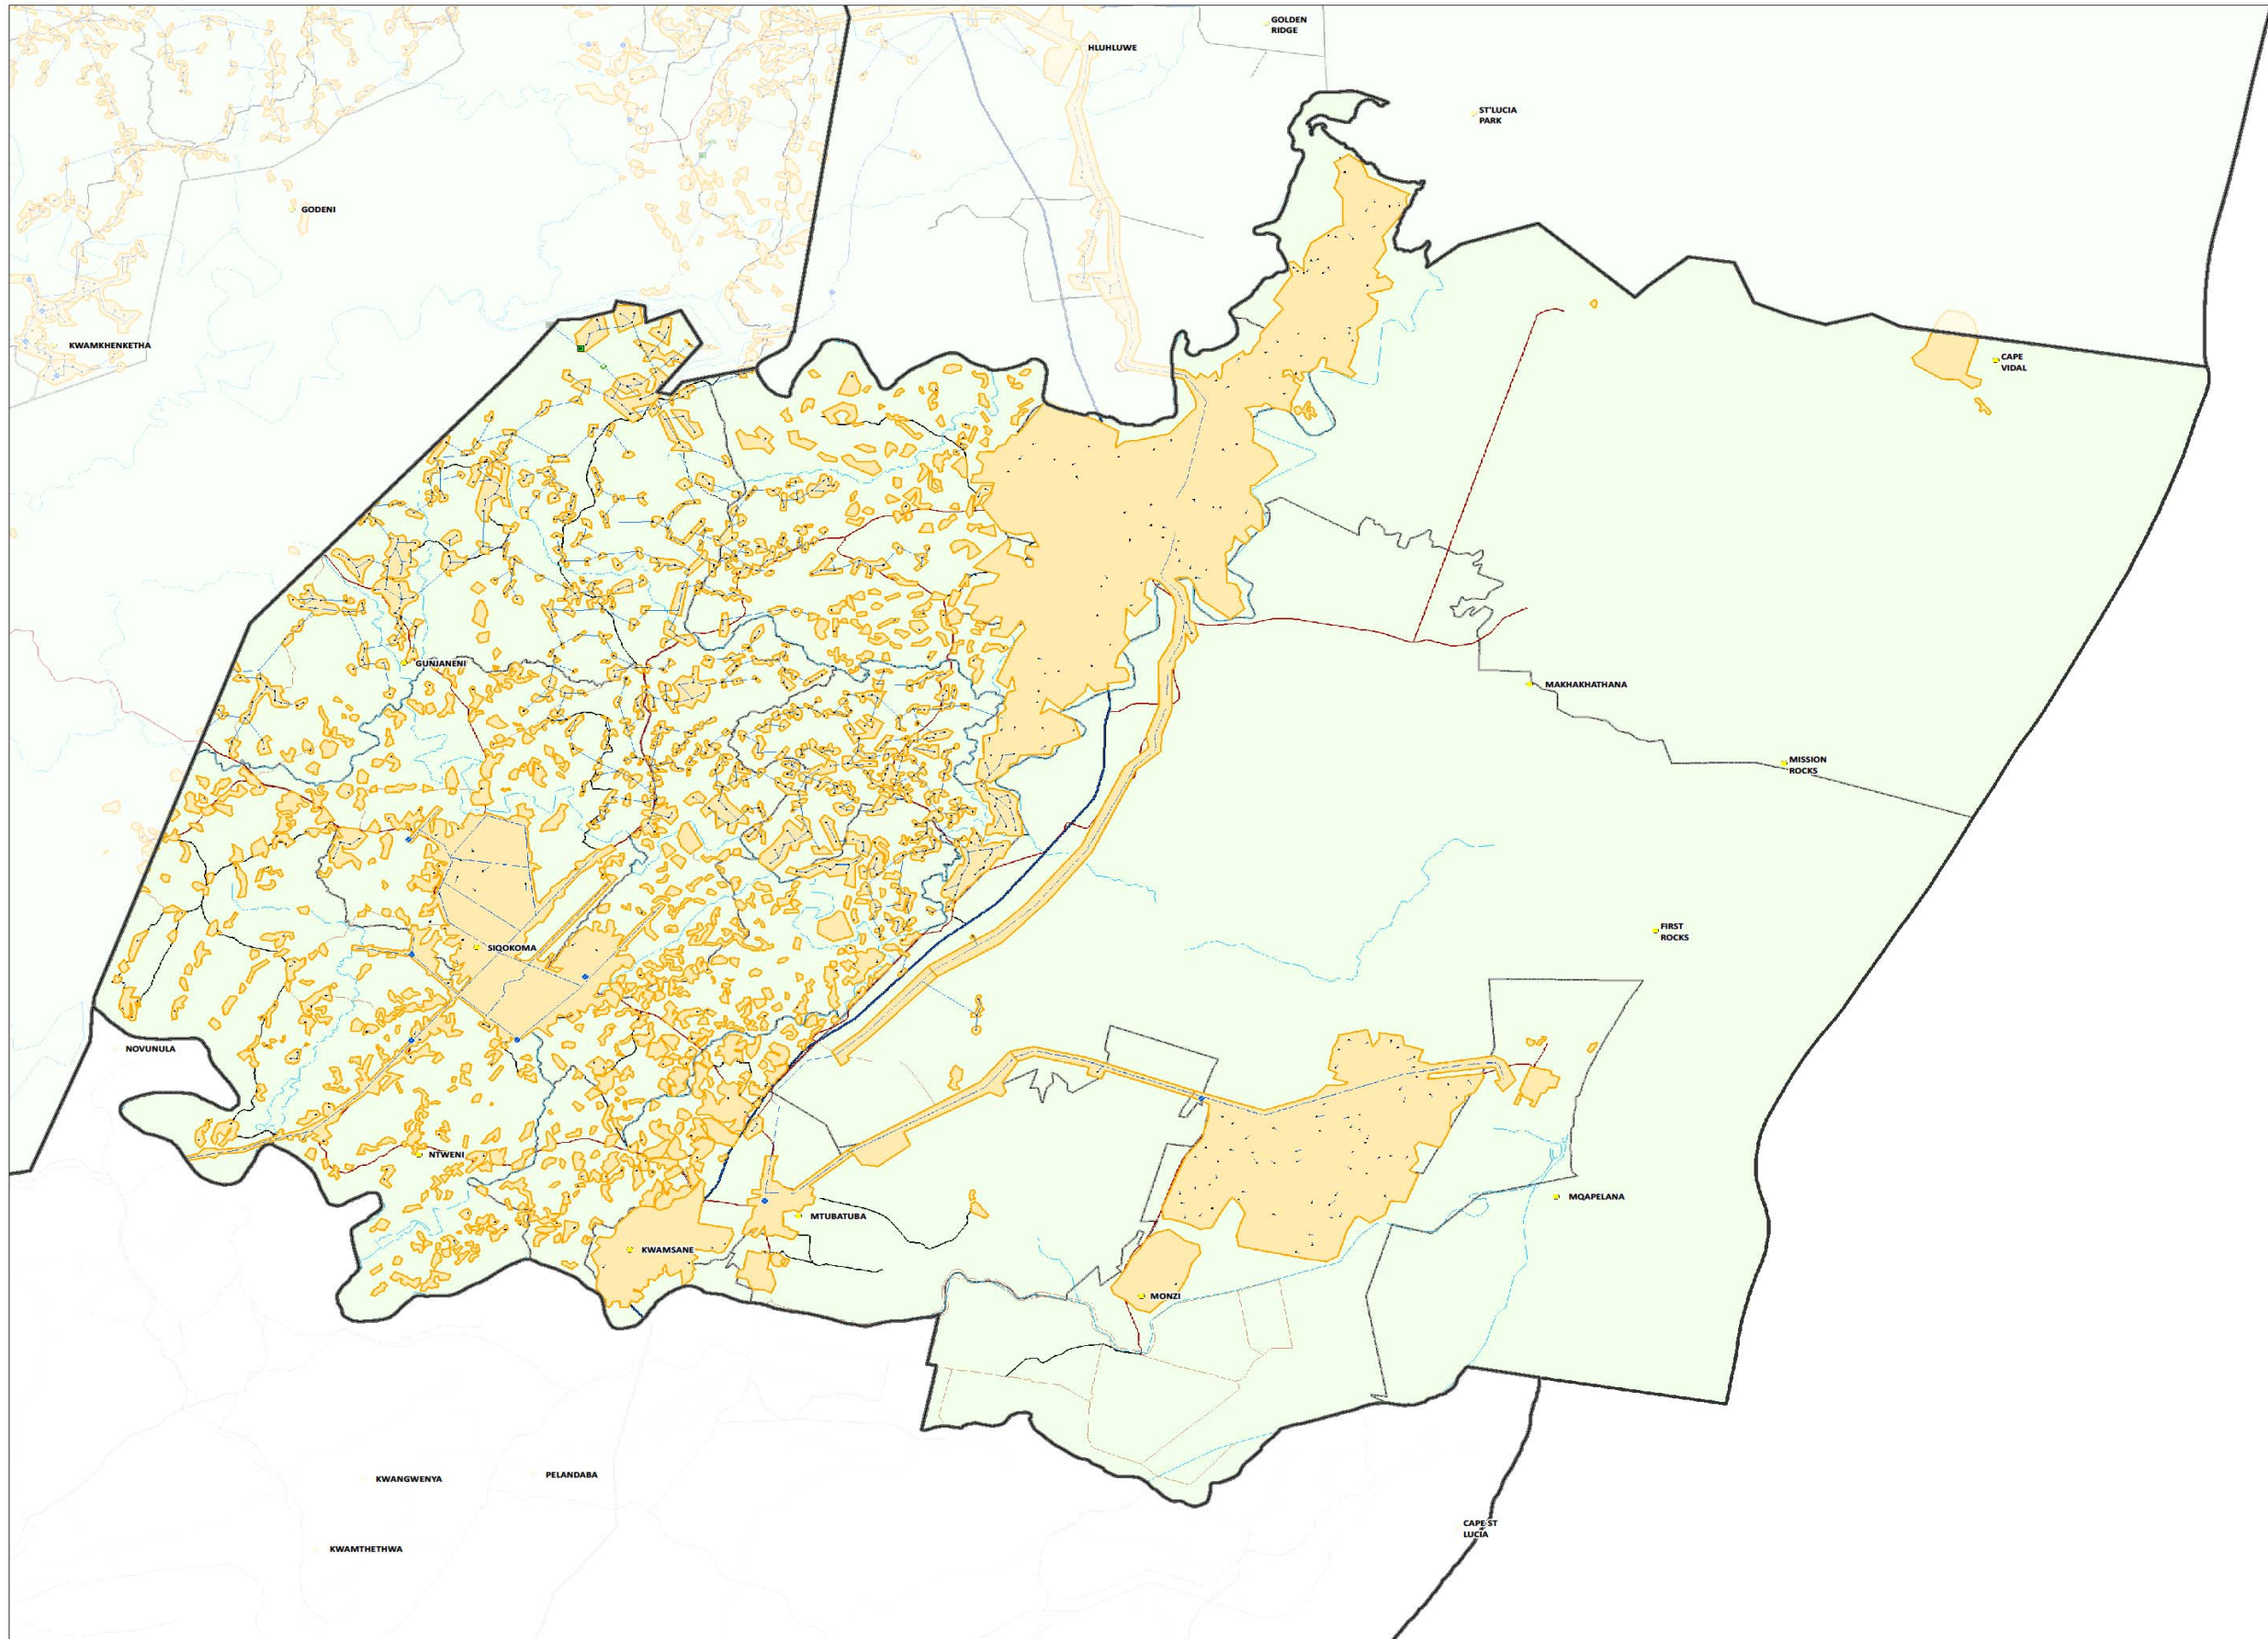 GOLDEN
RIDGE
HLUHLUWE
ST'LUCIA
PARK
GODENI
KWAMKHENKETHA
CAPE
VIDAL
GUNJANENI
MAKHAKHATHANA
MISSION
ROCKS
FIRST
ROCKS
SIQOKOMA
NOVUNULA
NTWENI
MQAPELANA
MTUBATUBA
KWAMSANE
MONZI
PELANDABA
KWANGWENYA
CAPE ST
LUCIA
KWAMTHETHWA